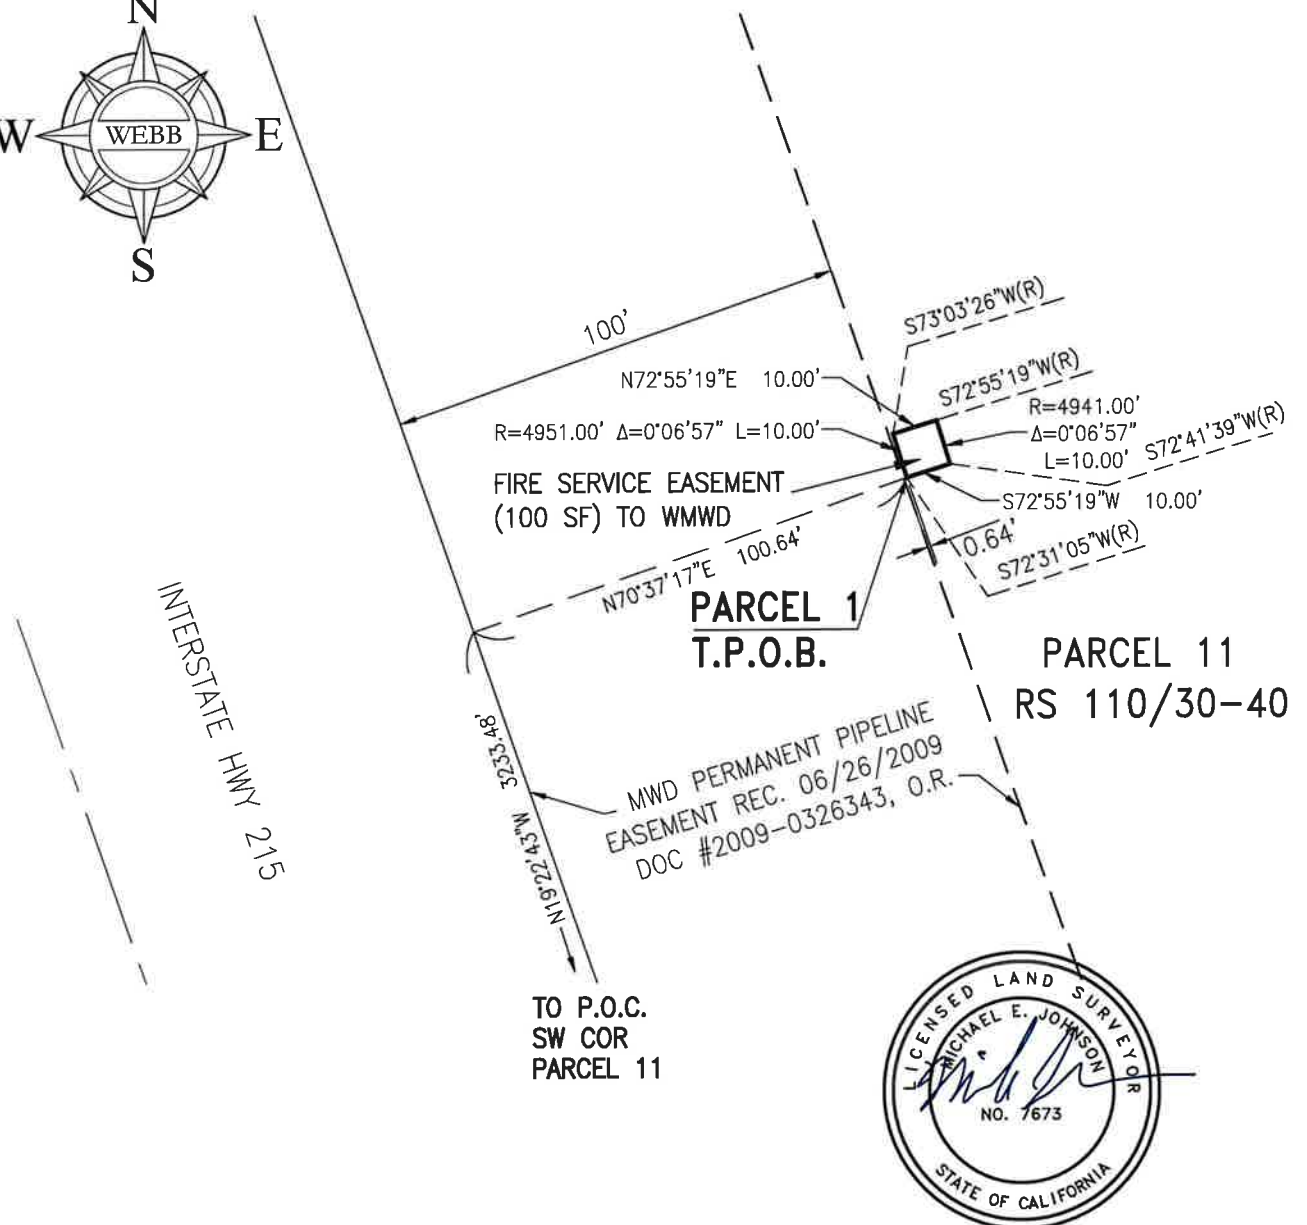 N
W
WEBB
E
S
100'
S73°03'26"W(R)
N72°55'19"E 10.00'
S72°55'19"W(R)
R=4951.00' Δ=0°06'57" L=10.00'
R=4941.00'
Δ=0°06'57"
L=10.00'
S72°41'39"W(R)
FIRE SERVICE EASEMENT
(100 SF) TO WMWD
S72°55'19"W 10.00'
N70°37'17"E 100.64'
0.64'
S72°31'05"W(R)
PARCEL 1
T.P.O.B.
PARCEL 11
RS 110/30-40
INTERSTATE HWY 215
N19°22'43"W 3233.48'
MWD PERMANENT PIPELINE
EASEMENT REC. 06/26/2009
DOC #2009-0326343, O.R.
TO P.O.C.
SW COR
PARCEL 11
LICENSED LAND SURVEYOR
MICHAEL E. JOHNSON
NO. 7673
STATE OF CALIFORNIA